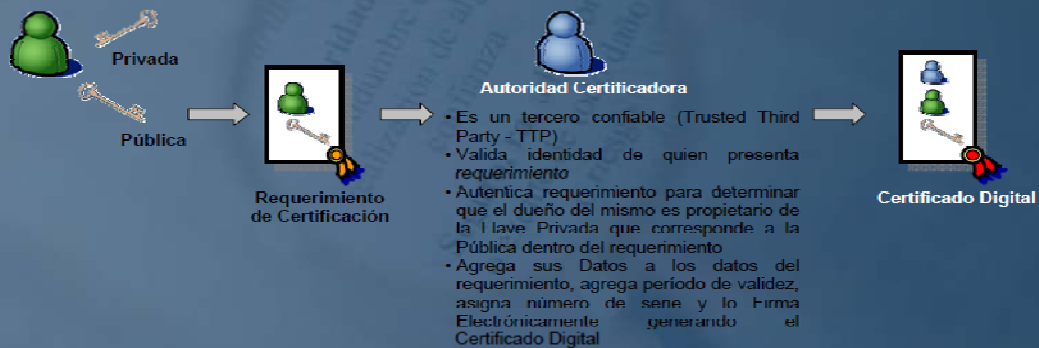 Privada
Pública
Requerimiento
de Certificación
Autoridad Certificadora
• Es un tercero confiable (Trusted Third
Party - TTP)
• Valida identidad de quien presenta
requerimiento
• Autentica requerimiento para determinar
que el dueño del mismo es propietario de
la Llave Privada que corresponde a la
Pública dentro del requerimiento
• Agrega sus Datos a los datos del
requerimiento, agrega período de validez,
asigna número de serie y lo Firma
Electrónicamente generando el
Certificado Digital
Certificado Digital